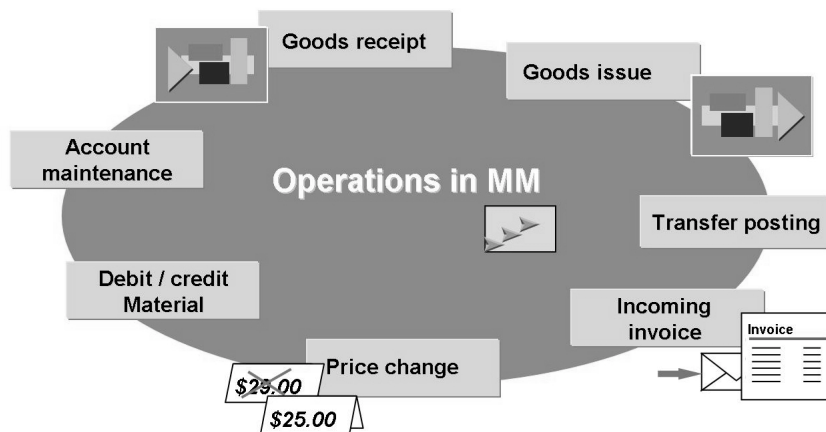 Goods receipt
Goods issue
Account
maintenance
Operations in MM
Transfer posting
Debit / credit
Material
Incoming
invoice
Invoice
Price change
$29.00
$25.00